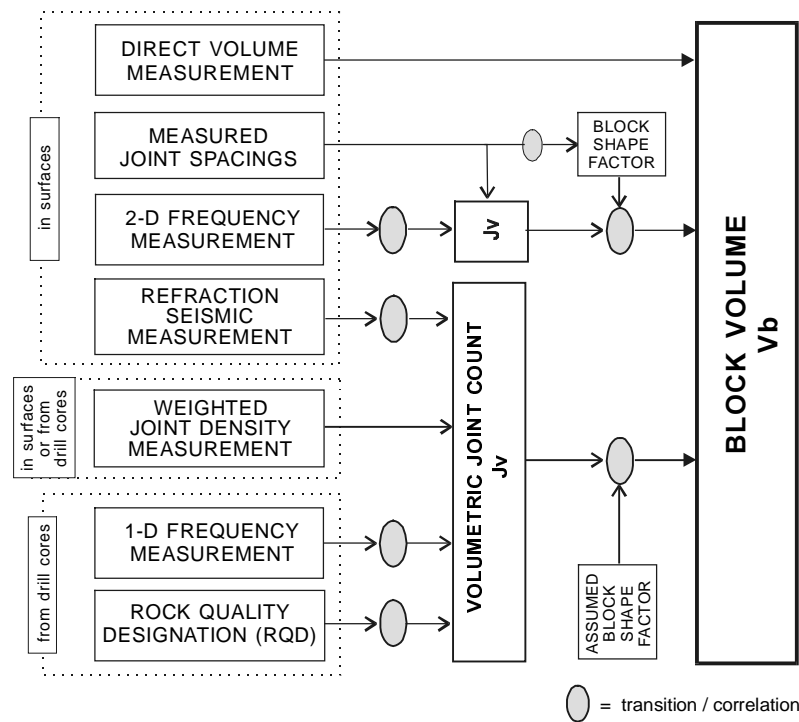 in surfaces
DIRECT VOLUME
MEASUREMENT
MEASURED
JOINT SPACINGS
2-D FREQUENCY
MEASUREMENT
REFRACTION
SEISMIC
MEASUREMENT
BLOCK
SHAPE
FACTOR
Jv
in surfaces
or from
drill cores
WEIGHTED
JOINT DENSITY
MEASUREMENT
from drill cores
1-D FREQUENCY
MEASUREMENT
ROCK QUALITY
DESIGNATION (RQD)
VOLUMETRIC JOINT COUNT
Jv
ASSUMED
BLOCK
SHAPE
FACTOR
BLOCK VOLUME
Vb
= transition / correlation